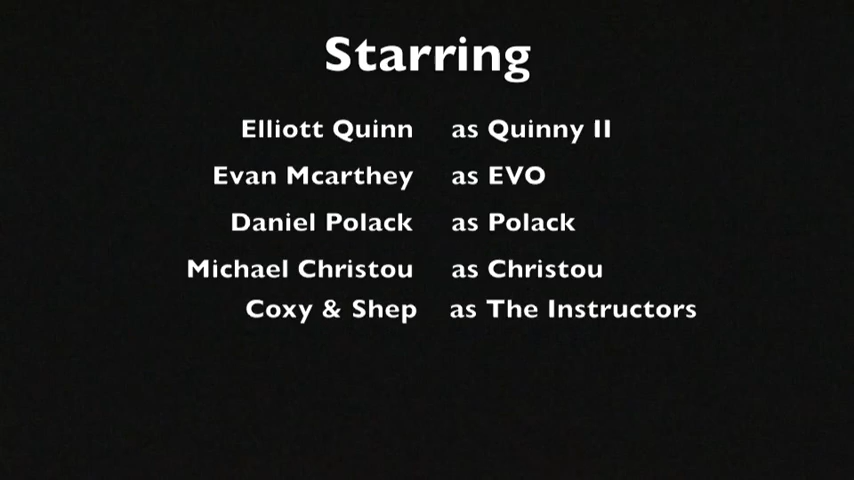 Starring
Elliott Quinn as Quinny II
Evan Mcarthey as EVO
Daniel Polack as Polack
Michael Christou as Christou
Coxy & Shep as The Instructors